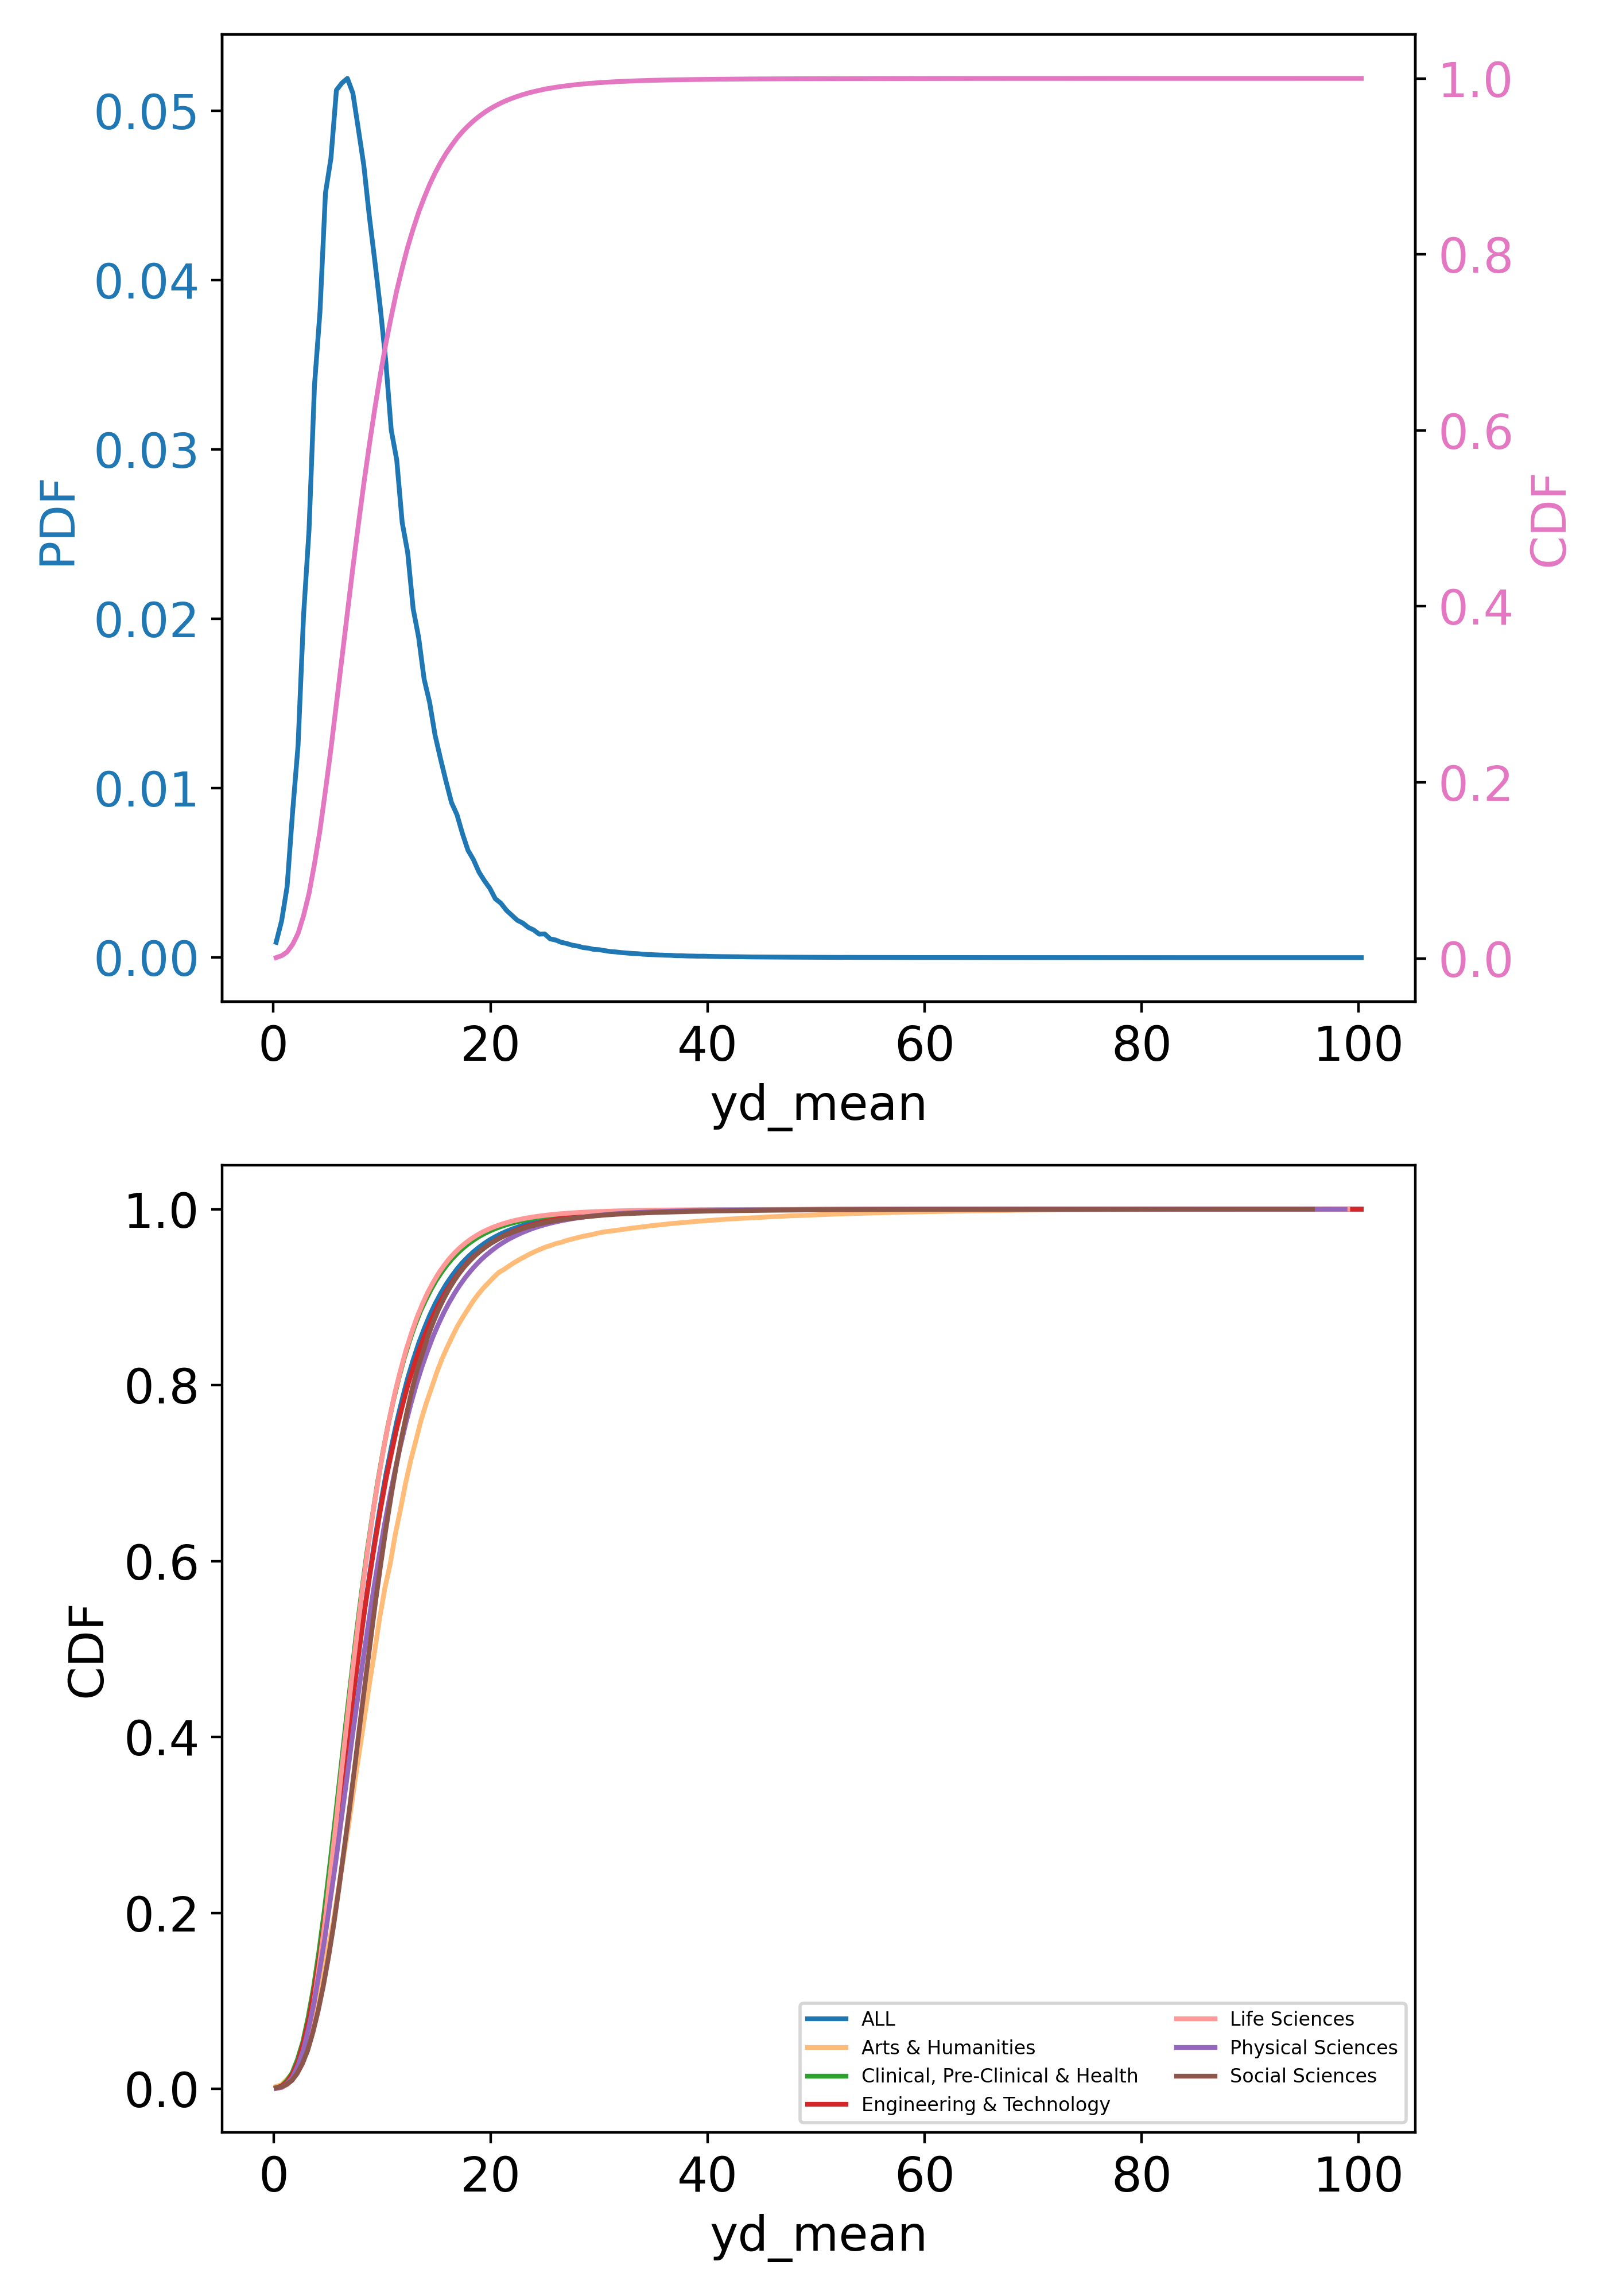 0.05
0.04
0.03
0.02
0.01
0.00
PDF
1.0
0.8
0.6
0.4
0.2
0.0
CDF
0 20 40 60 80 100
yd_mean
1.0
0.8
0.6
0.4
0.2
0.0
CDF
ALL
Arts & Humanities
Clinical, Pre-Clinical & Health
Engineering & Technology
Life Sciences
Physical Sciences
Social Sciences
0 20 40 60 80 100
yd_mean